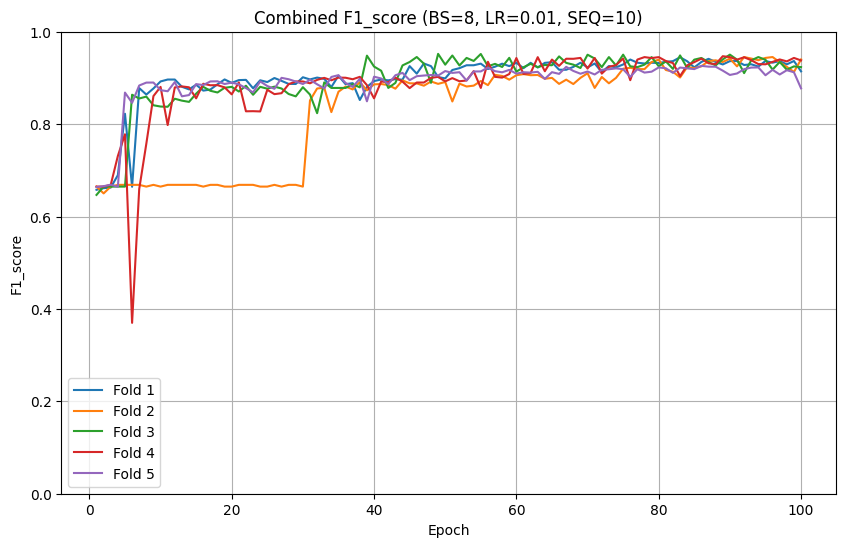 Combined F1_score (BS=8, LR=0.01, SEQ=10)
1.0
0.8
0.6
0.4
0.2
0.0
F1_score
Fold 1
Fold 2
Fold 3
Fold 4
Fold 5
0 20 40 60 80 100
Epoch